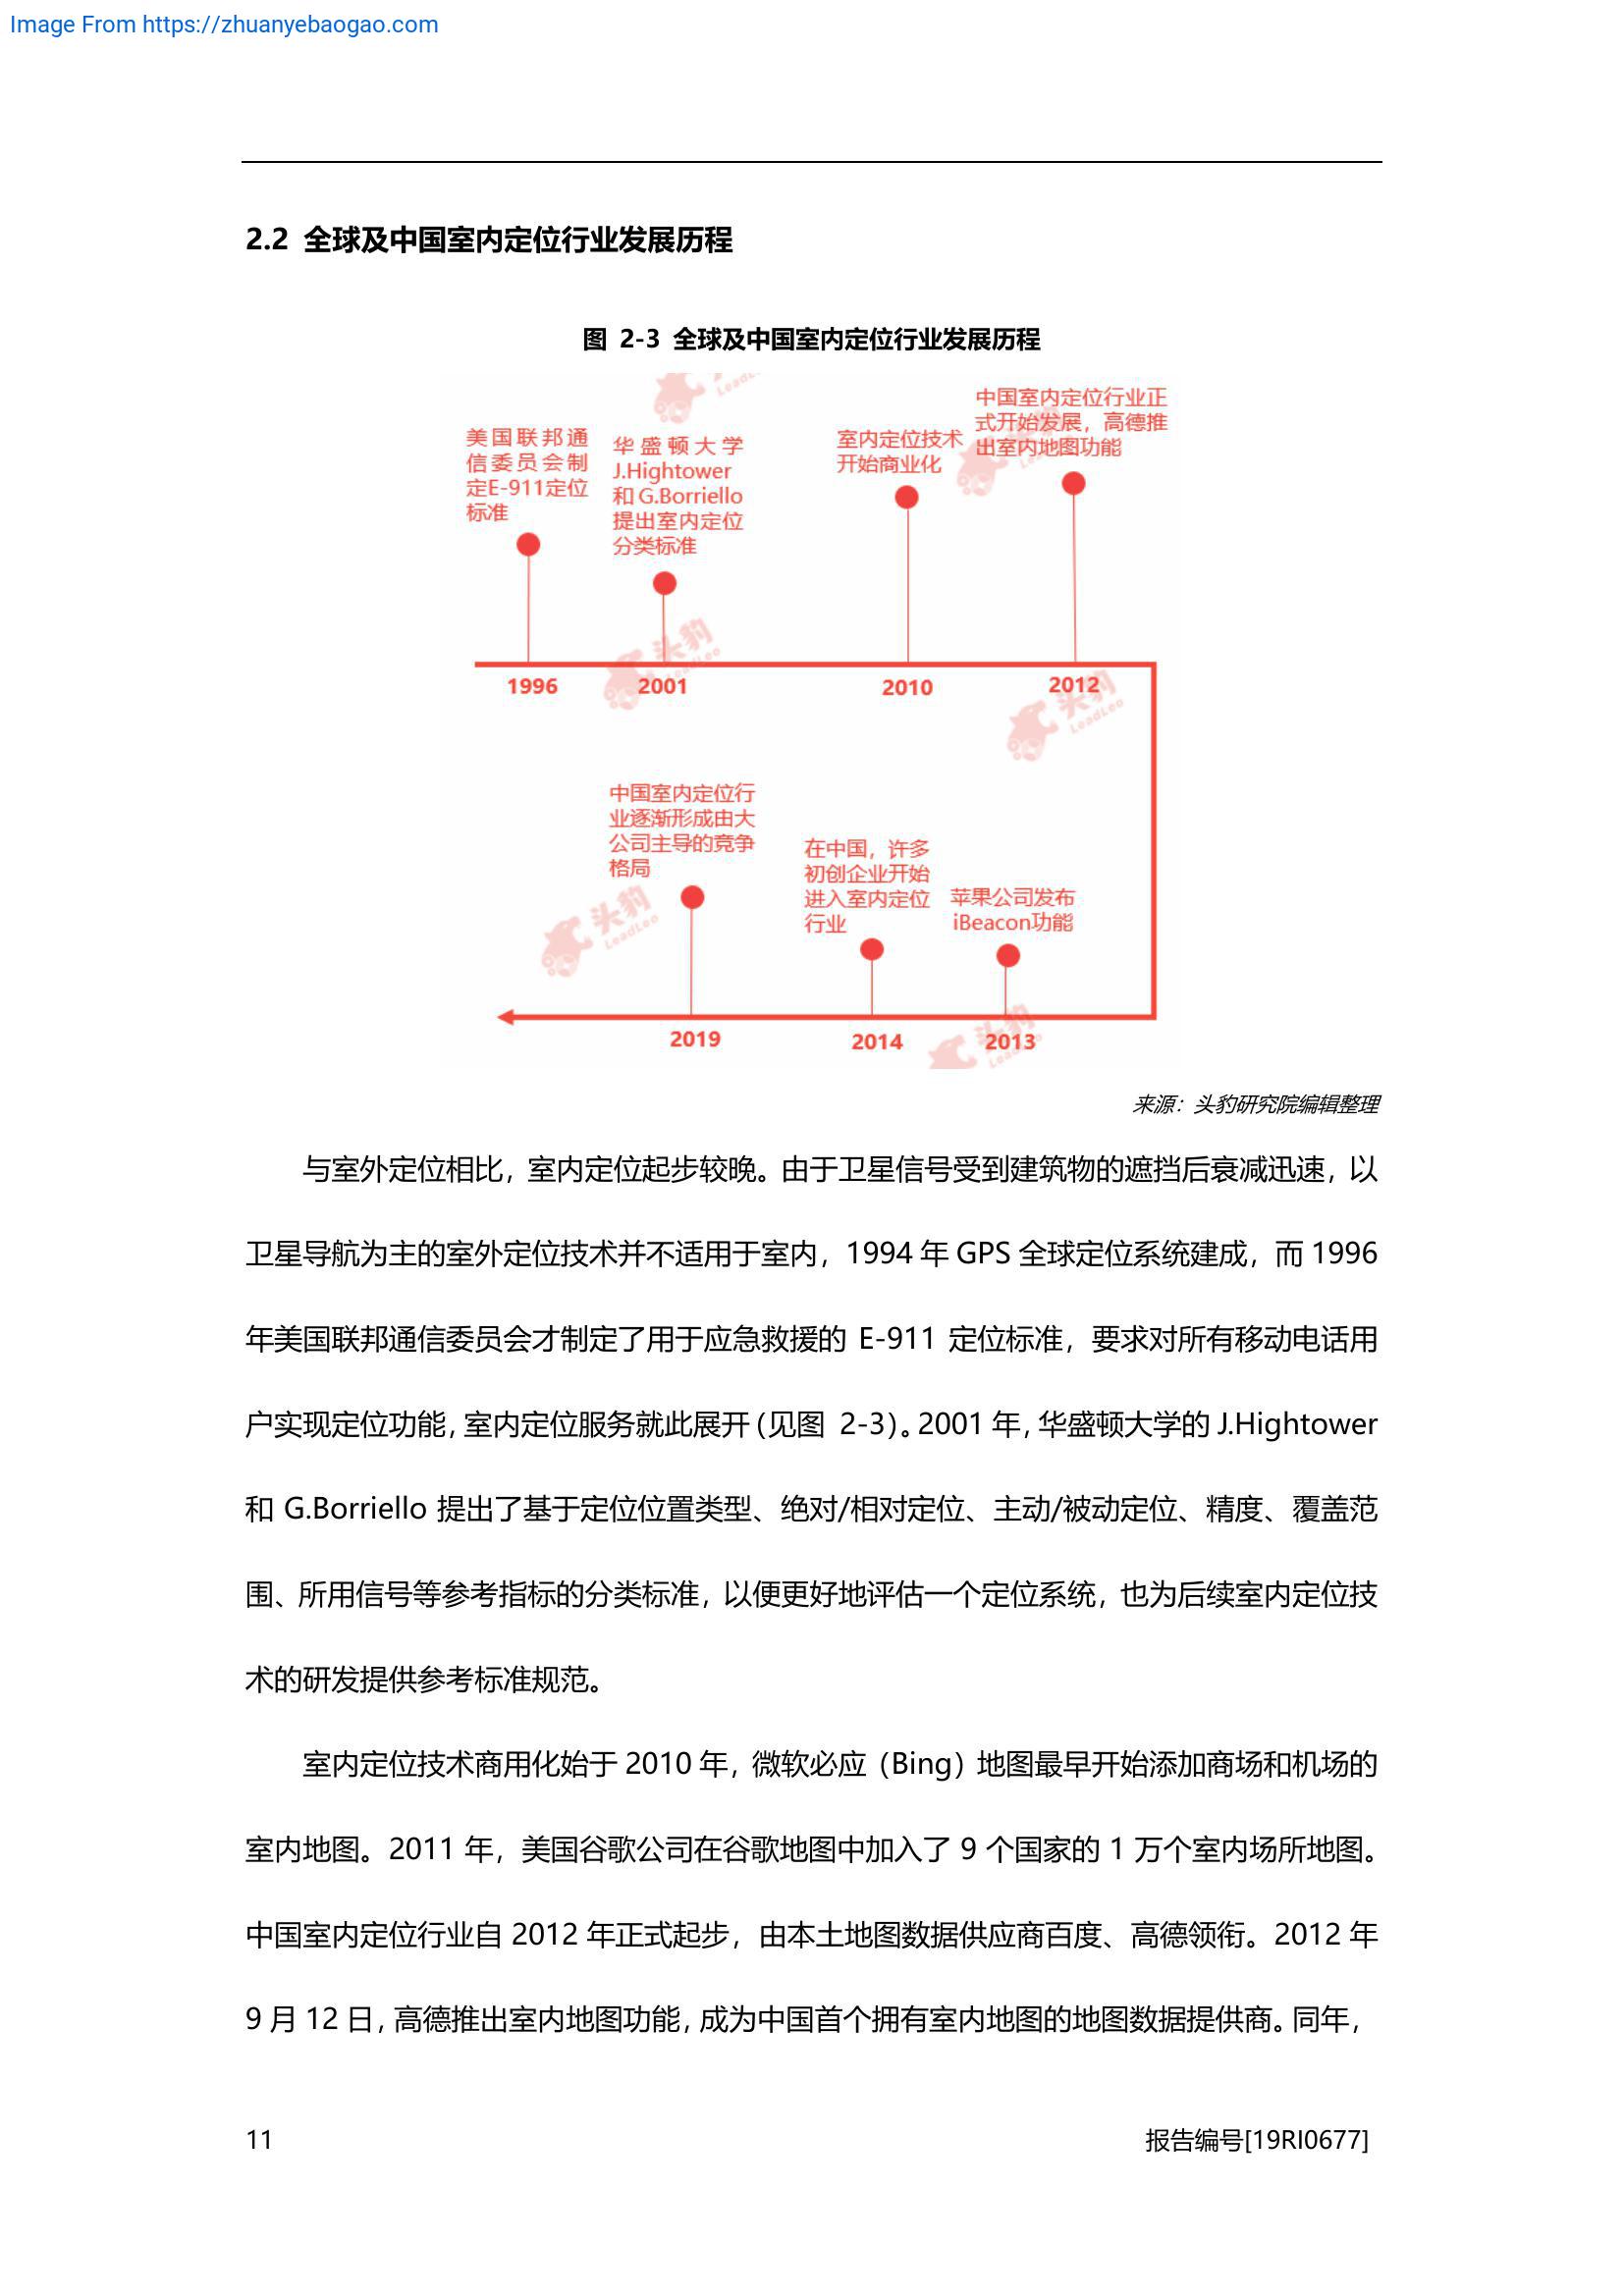 Image From https://zhuanyebaogao.com
2.2 全球及中国室内定位行业发展历程
图 2-3 全球及中国室内定位行业发展历程
美国联邦通
信委员会制
定E-911定位
标准
华盛顿大学
J.Hightower
和G.Borriello
提出室内定位
分类标准
室内定位技术
开始商业化
中国室内定位行业正
式开始发展，高德推
出室内地图功能
1996
2001
2010
2012
中国室内定位行
业逐渐形成由大
公司主导的竞争
格局
在中国，许多
初创企业开始
进入室内定位
行业
苹果公司发布
iBeacon功能
2019
2014
2013
头豹
LeadLeo
头豹
LeadLeo
头豹
LeadLeo
来源：头豹研究院编辑整理
与室外定位相比，室内定位起步较晚。由于卫星信号受到建筑物的遮挡后衰减迅速，以
卫星导航为主的室外定位技术并不适用于室内，1994 年 GPS 全球定位系统建成，而 1996
年美国联邦通信委员会才制定了用于应急救援的 E-911 定位标准，要求对所有移动电话用
户实现定位功能，室内定位服务就此展开（见图 2-3）。2001 年，华盛顿大学的 J.Hightower
和 G.Borriello 提出了基于定位位置类型、绝对/相对定位、主动/被动定位、精度、覆盖范
围、所用信号等参考指标的分类标准，以便更好地评估一个定位系统，也为后续室内定位技
术的研发提供参考标准规范。
室内定位技术商用化始于 2010 年，微软必应（Bing）地图最早开始添加商场和机场的
室内地图。2011 年，美国谷歌公司在谷歌地图中加入了 9 个国家的 1 万个室内场所地图。
中国室内定位行业自 2012 年正式起步，由本土地图数据供应商百度、高德领衔。2012 年
9 月 12 日，高德推出室内地图功能，成为中国首个拥有室内地图的地图数据提供商。同年，
11
报告编号[19RI0677]